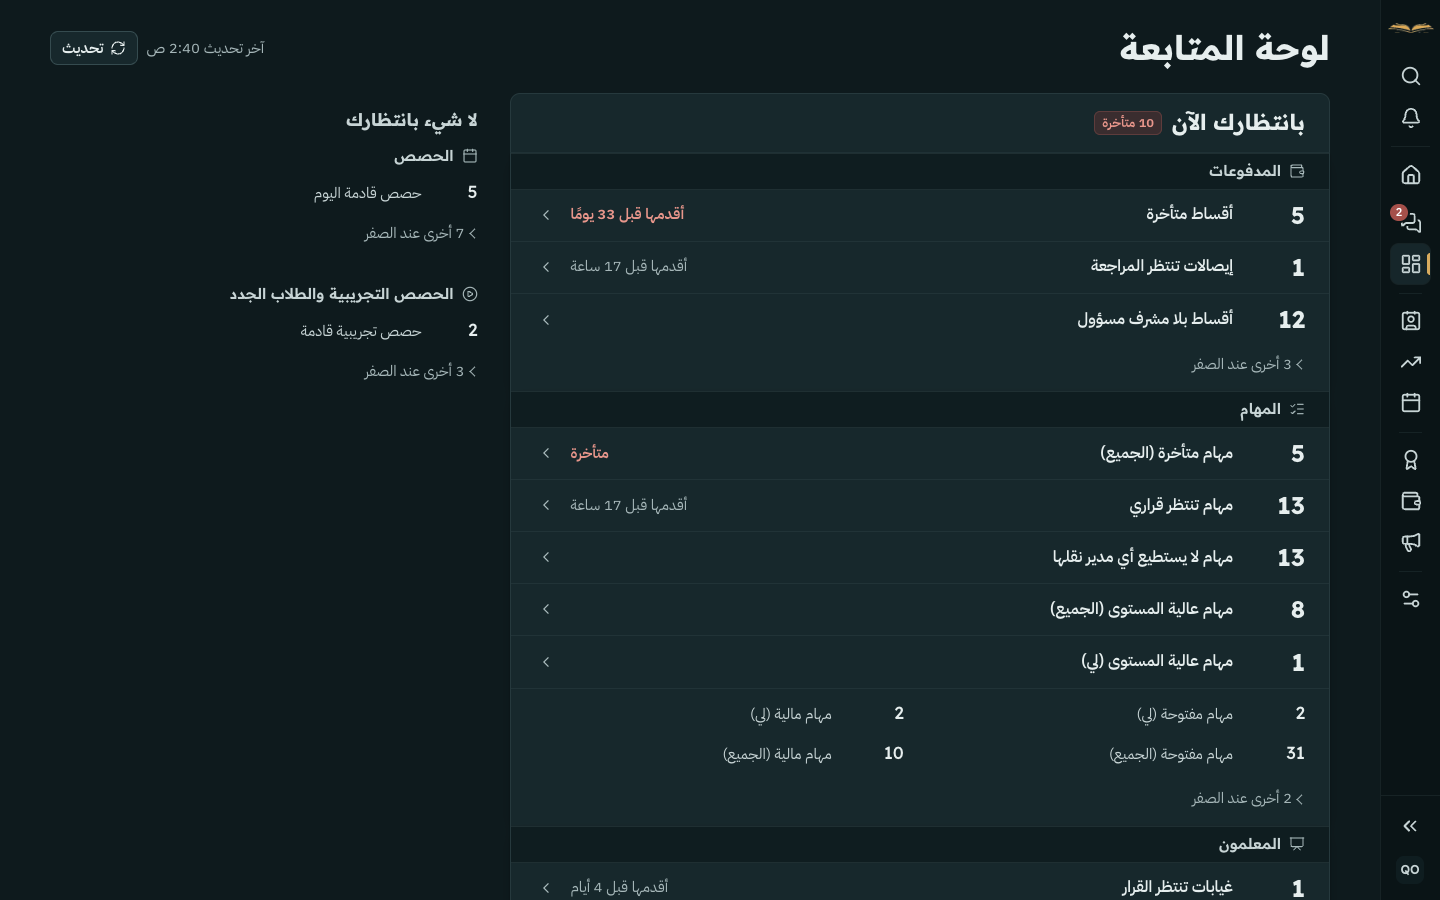 لوحة المتابعة
آخر تحديث 2:40 ص
تحديث
بانتظارك الآن
10 متأخرة
المدفوعات
5 أقساط متأخرة أقدمها قبل 33 يومًا
1 إيصالات تنتظر المراجعة أقدمها قبل 17 ساعة
12 أقساط بلا مشرف مسؤول
3 أخرى عند الصفر
المهام
5 مهام متأخرة (الجميع) متأخرة
13 مهام تنتظر قراري أقدمها قبل 17 ساعة
13 مهام لا يستطيع أي مدير نقلها
8 مهام عالية المستوى (الجميع)
1 مهام عالية المستوى (لي)
2 مهام مفتوحة (لي) 2 مهام مالية (لي)
31 مهام مفتوحة (الجميع) 10 مهام مالية (الجميع)
2 أخرى عند الصفر
المعلمون
1 غيابات تنتظر القرار أقدمها قبل 4 أيام
لا شيء بانتظارك
الحصص
5 حصص قادمة اليوم
7 أخرى عند الصفر
الحصص التجريبية والطلاب الجدد
2 حصص تجريبية قادمة
3 أخرى عند الصفر
2
QO